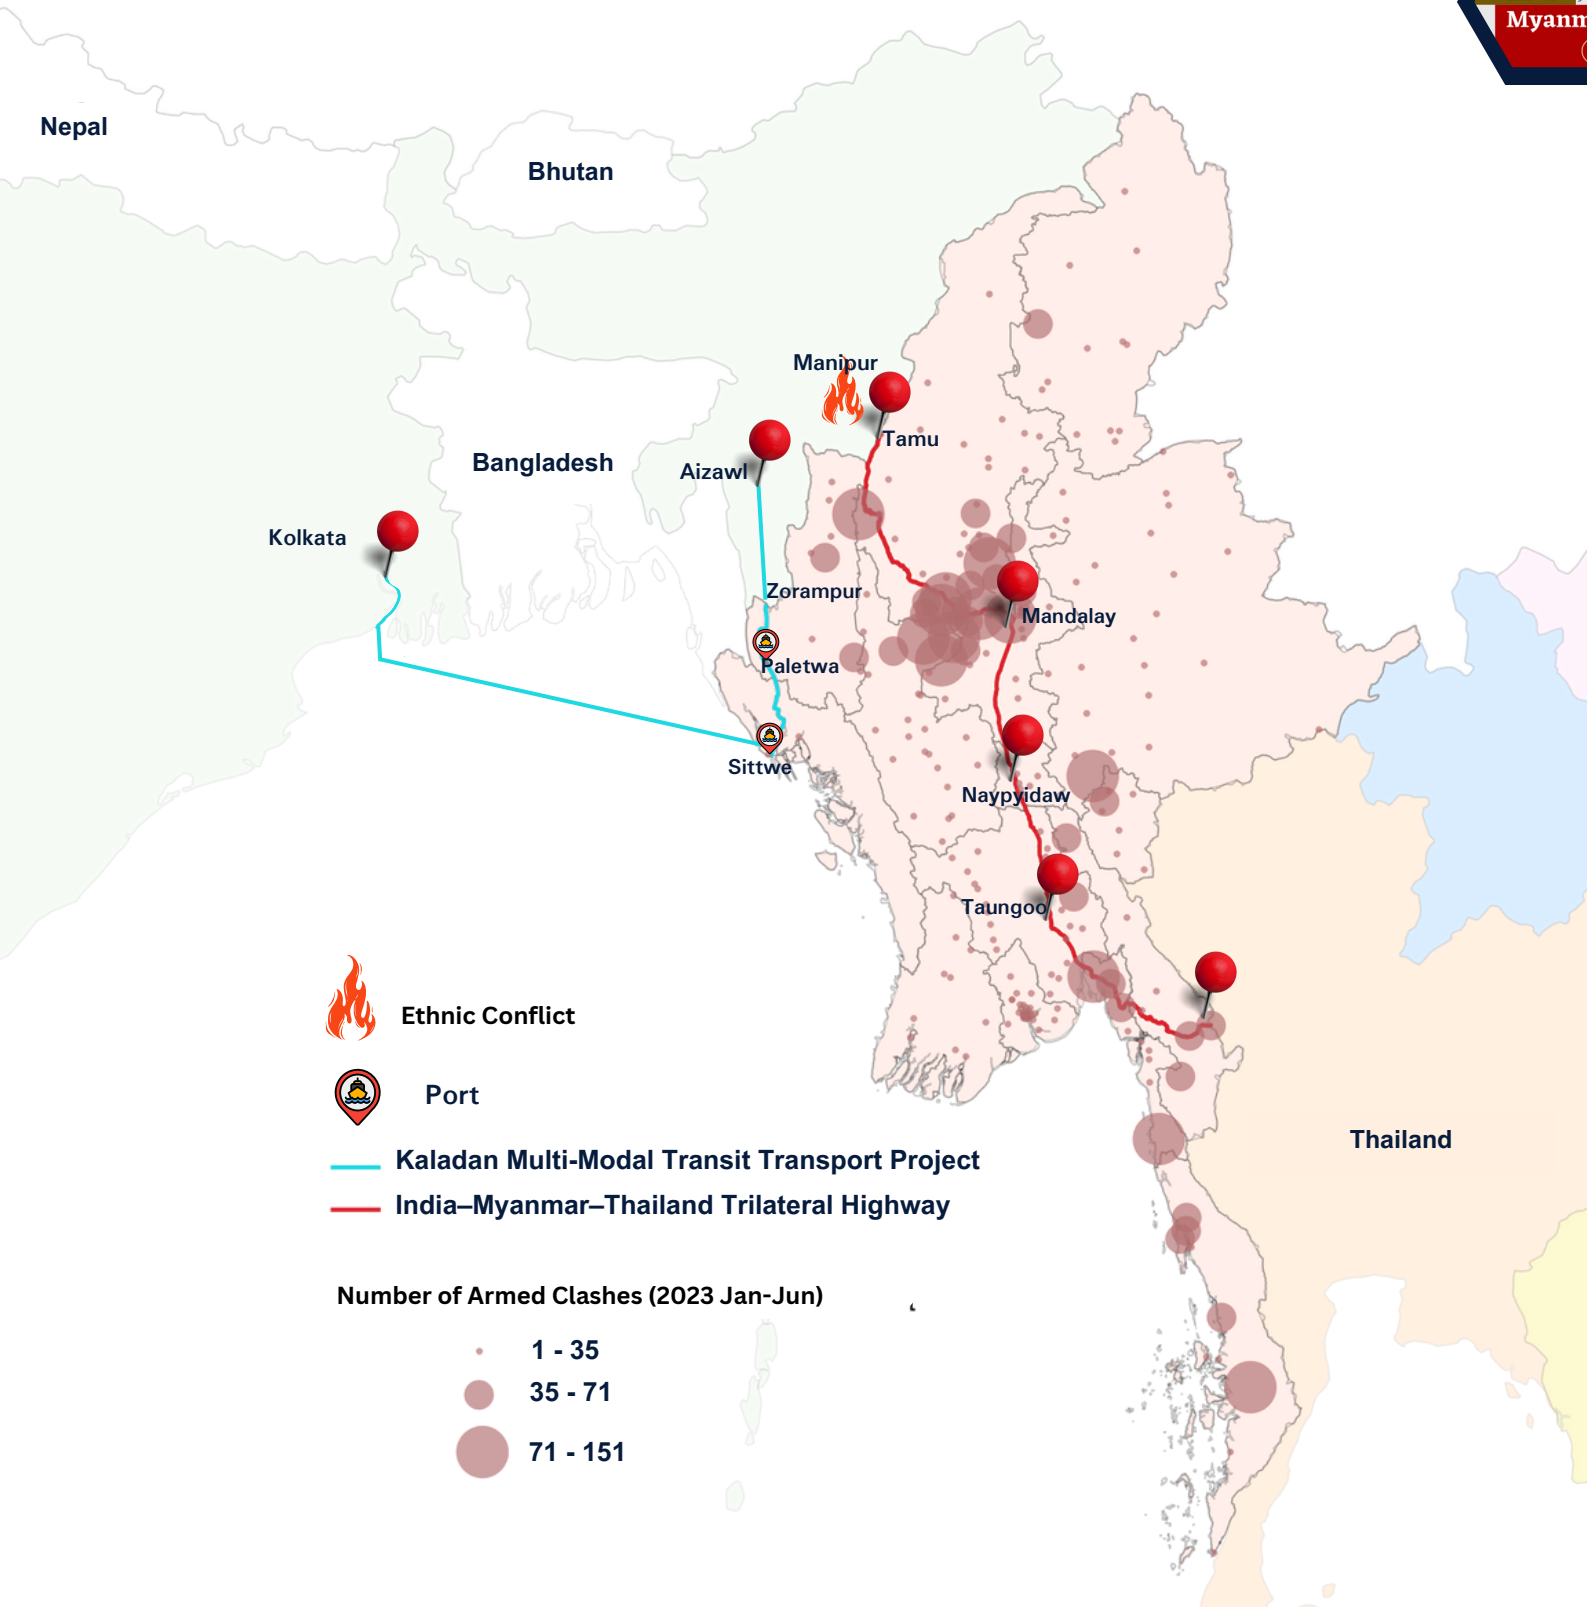 Myanm
Nepal
Bhutan
Manipur
Tamu
Bangladesh
Aizawl
Kolkata
Zorampur
Mandalay
Paletwa
Sittwe
Naypyidaw
Taungoo
Ethnic Conflict
Port
Thailand
Kaladan Multi-Modal Transit Transport Project
India–Myanmar–Thailand Trilateral Highway
Number of Armed Clashes (2023 Jan-Jun)
1 - 35
35 - 71
71 - 151